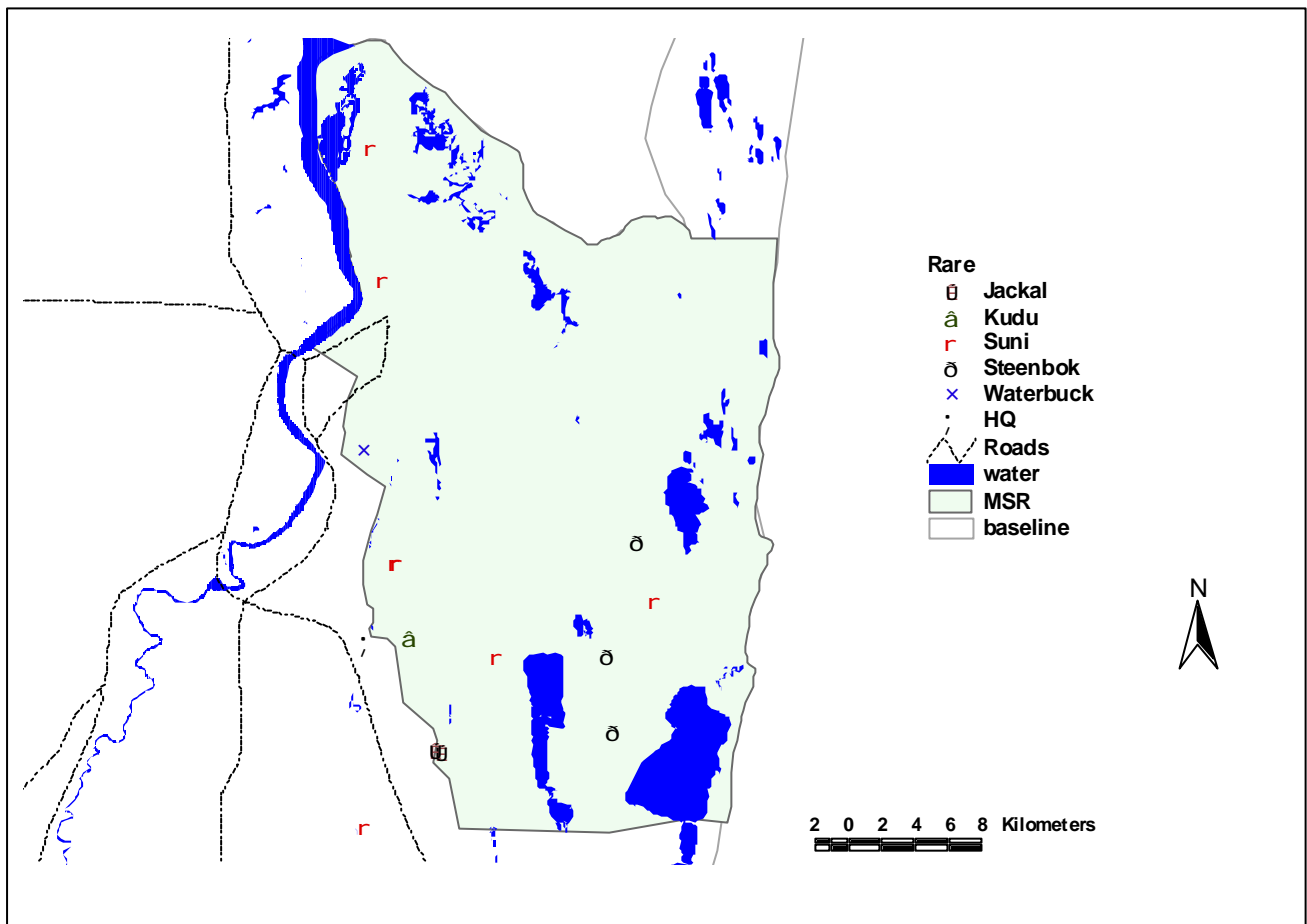 r
r
Rare
Jackal
â Kudu
r Suni
ð Steenbok
× Waterbuck
HQ
Roads
water
MSR
baseline
×
ð
r
r
N
â
r
ð
ð
r
2 0 2 4 6 8 Kilometers